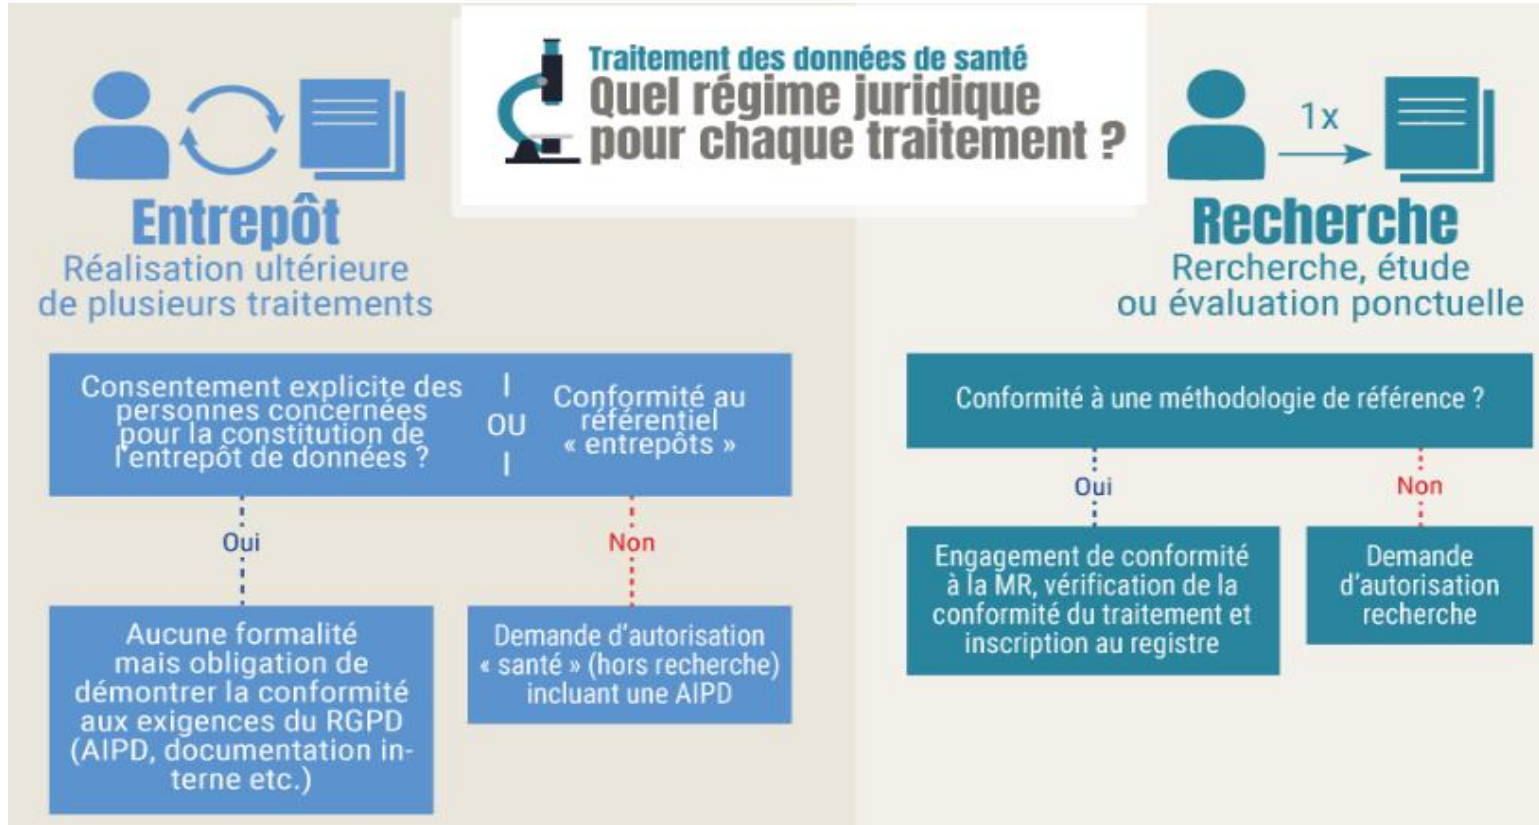 Traitement des données de santé
Quel régime juridique
pour chaque traitement ?
Entrepôt
Réalisation ultérieure
de plusieurs traitements
Consentement explicite des
personnes concernées
pour la constitution de
l'entrepôt de données ?
OU
Conformité au
référentiel
« entrepôts »
Oui
Non
Aucune formalité
mais obligation de
démontrer la conformité
aux exigences du RGPD
(AIPD, documentation in-
terne etc.)
Demande d'autorisation
« santé » (hors recherche)
incluant une AIPD
1x
Recherche
Rercherche, étude
ou évaluation ponctuelle
Conformité à une méthodologie de référence ?
Oui
Non
Engagement de conformité
à la MR, vérification de la
conformité du traitement et
inscription au registre
Demande
d'autorisation
recherche